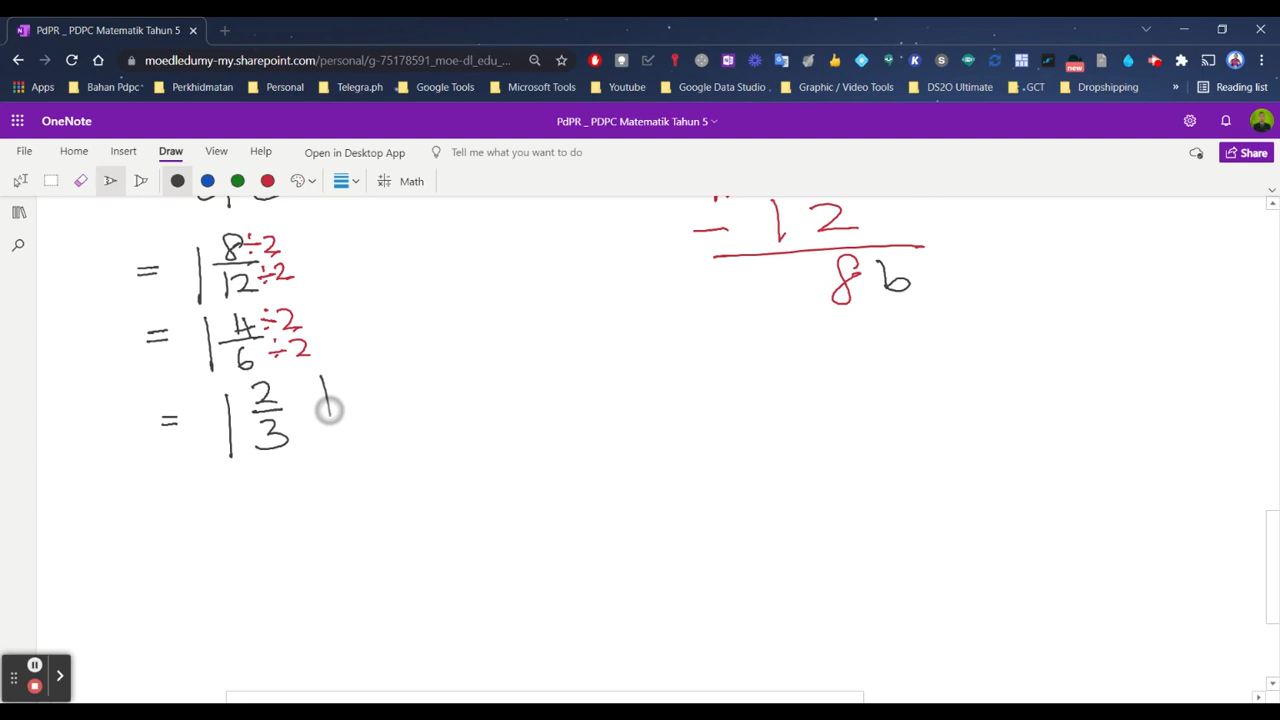 PdPR _ PDPC Matematik Tahun 5
moedledumy-my.sharepoint.com/personal/g-75178591_moe-dl_edu_...
Apps Bahan Pdpc Perkhidmatan Personal Telegra.ph Google Tools Microsoft Tools Youtube Google Data Studio Graphic / Video Tools DS2O Ultimate GCT Dropshipping » Reading list
OneNote PdPR _ PDPC Matematik Tahun 5
File Home Insert Draw View Help Open in Desktop App Tell me what you want to do Share
Math
= 1 8/12 ÷2 ÷2
= 1 4/6 ÷2 ÷2
= 1 2/3
- 12
8 b